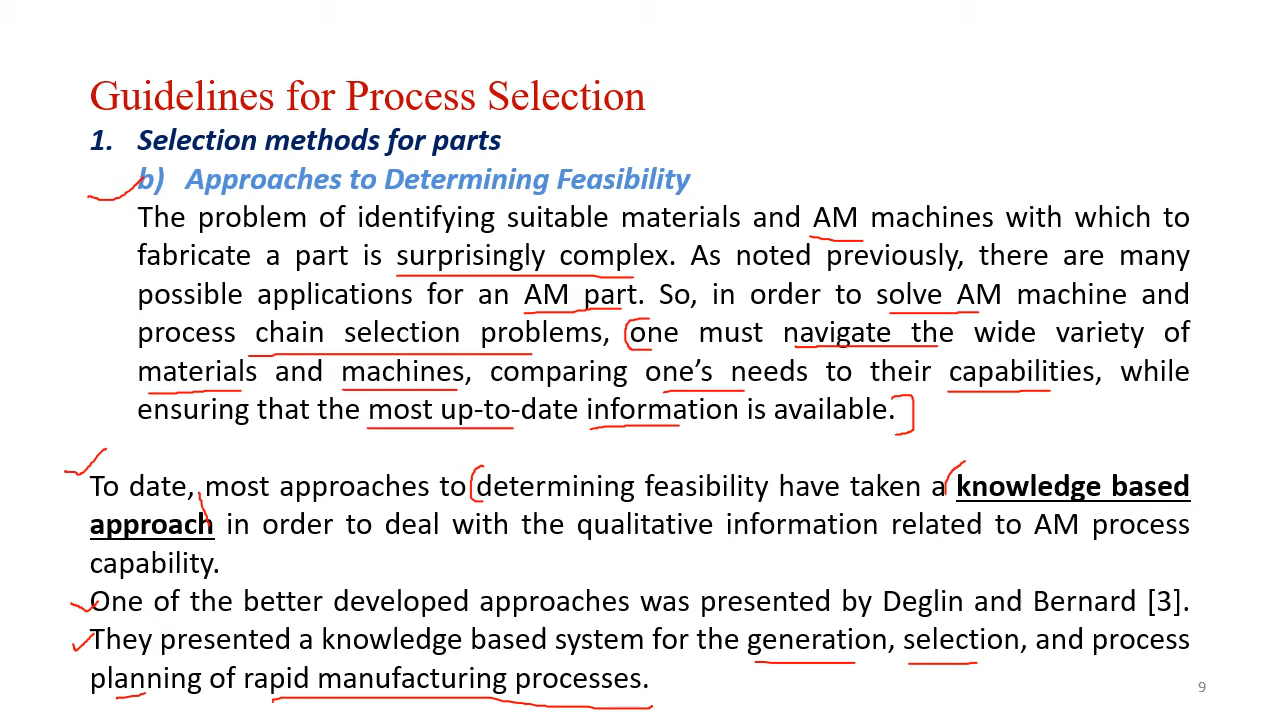 Guidelines for Process Selection
1. Selection methods for parts
b) Approaches to Determining Feasibility
The problem of identifying suitable materials and AM machines with which to
fabricate a part is surprisingly complex. As noted previously, there are many
possible applications for an AM part. So, in order to solve AM machine and
process chain selection problems, one must navigate the wide variety of
materials and machines, comparing one’s needs to their capabilities, while
ensuring that the most up-to-date information is available.
To date, most approaches to determining feasibility have taken a knowledge based
approach in order to deal with the qualitative information related to AM process
capability.
One of the better developed approaches was presented by Deglin and Bernard [3].
They presented a knowledge based system for the generation, selection, and process
planning of rapid manufacturing processes.
9